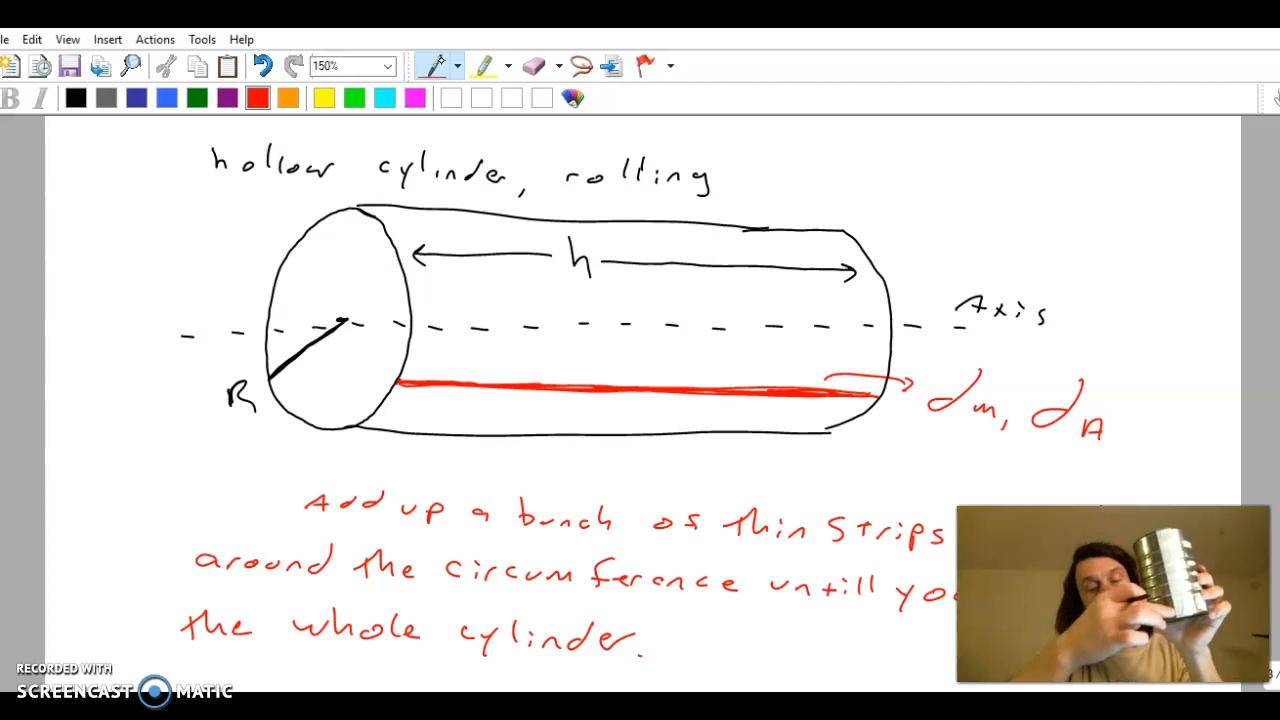 le Edit View Insert Actions Tools Help
150%
B I
hollow cylinder, rolling
h
Axis
R
dm, dA
Add up a bunch of thin strips
around the circumference untill yo
the whole cylinder.
RECORDED WITH
SCREENCAST MATIC